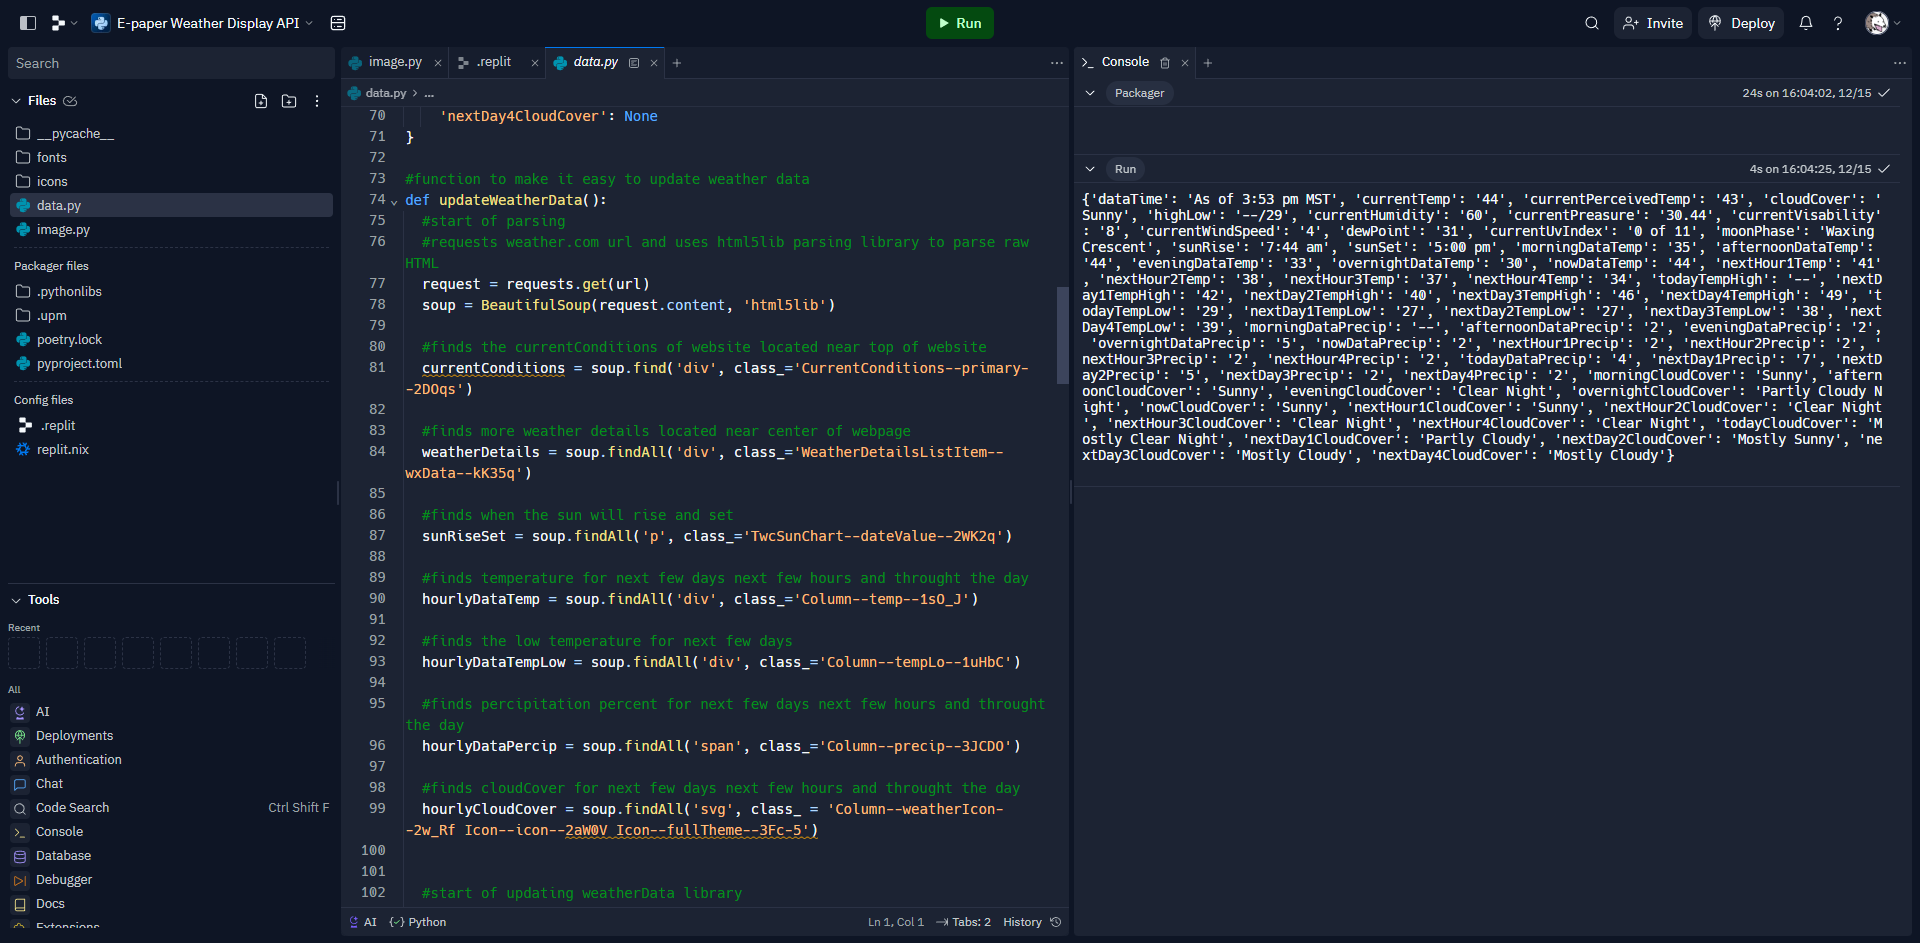 E-paper Weather Display API
Run
Invite
Deploy
Search
Files
__pycache__
fonts
icons
data.py
image.py
Packager files
.pythonlibs
.upm
poetry.lock
pyproject.toml
Config files
.replit
replit.nix
Tools
Recent
All
AI
Deployments
Authentication
Chat
Code Search Ctrl Shift F
Console
Database
Debugger
Docs
Extensions
image.py
.replit
data.py
data.py > ...
70 'nextDay4CloudCover': None
71 }
72
73 #function to make it easy to update weather data
74 def updateWeatherData():
75 #start of parsing
76 #requests weather.com url and uses html5lib parsing library to parse raw
HTML
77 request = requests.get(url)
78 soup = BeautifulSoup(request.content, 'html5lib')
79
80 #finds the currentConditions of website located near top of website
81 currentConditions = soup.find('div', class_='CurrentConditions--primary-
-2DOqs')
82
83 #finds more weather details located near center of webpage
84 weatherDetails = soup.findAll('div', class_='WeatherDetailsListItem--
wxData--kK35q')
85
86 #finds when the sun will rise and set
87 sunRiseSet = soup.findAll('p', class_='TwcSunChart--dateValue--2WK2q')
88
89 #finds temperature for next few days next few hours and throught the day
90 hourlyDataTemp = soup.findAll('div', class_='Column--temp--1sO_J')
91
92 #finds the low temperature for next few days
93 hourlyDataTempLow = soup.findAll('div', class_='Column--tempLo--1uHbC')
94
95 #finds percipitation percent for next few days next few hours and throught
the day
96 hourlyDataPercip = soup.findAll('span', class_='Column--precip--3JCDO')
97
98 #finds cloudCover for next few days next few hours and throught the day
99 hourlyCloudCover = soup.findAll('svg', class_ = 'Column--weatherIcon-
-2w_Rf Icon--icon--2aW0V Icon--fullTheme--3Fc-5')
100
101
102 #start of updating weatherData library
AI
Python
Ln 1, Col 1
Tabs: 2
History
Console
Packager
24s on 16:04:02, 12/15
Run
4s on 16:04:25, 12/15
{'dataTime': 'As of 3:53 pm MST', 'currentTemp': '44', 'currentPerceivedTemp': '43', 'cloudCover': '
Sunny', 'highLow': '--/29', 'currentHumidity': '60', 'currentPreasure': '30.44', 'currentVisability'
: '8', 'currentWindSpeed': '4', 'dewPoint': '31', 'currentUvIndex': '0 of 11', 'moonPhase': 'Waxing
Crescent', 'sunRise': '7:44 am', 'sunSet': '5:00 pm', 'morningDataTemp': '35', 'afternoonDataTemp':
'44', 'eveningDataTemp': '33', 'overnightDataTemp': '30', 'nowDataTemp': '44', 'nextHour1Temp': '41'
, 'nextHour2Temp': '38', 'nextHour3Temp': '37', 'nextHour4Temp': '34', 'todayTempHigh': '--', 'nextD
ay1TempHigh': '42', 'nextDay2TempHigh': '40', 'nextDay3TempHigh': '46', 'nextDay4TempHigh': '49', 't
odayTempLow': '29', 'nextDay1TempLow': '27', 'nextDay2TempLow': '27', 'nextDay3TempLow': '38', 'next
Day4TempLow': '39', 'morningDataPrecip': '--', 'afternoonDataPrecip': '2', 'eveningDataPrecip': '2',
'overnightDataPrecip': '5', 'nowDataPrecip': '2', 'nextHour1Precip': '2', 'nextHour2Precip': '2', '
nextHour3Precip': '2', 'nextHour4Precip': '2', 'todayDataPrecip': '4', 'nextDay1Precip': '7', 'nextD
ay2Precip': '5', 'nextDay3Precip': '2', 'nextDay4Precip': '2', 'morningCloudCover': 'Sunny', 'aftern
oonCloudCover': 'Sunny', 'eveningCloudCover': 'Clear Night', 'overnightCloudCover': 'Partly Cloudy N
ight', 'nowCloudCover': 'Sunny', 'nextHour1CloudCover': 'Sunny', 'nextHour2CloudCover': 'Clear Night'
, 'nextHour3CloudCover': 'Clear Night', 'nextHour4CloudCover': 'Clear Night', 'todayCloudCover': 'M
ostly Clear Night', 'nextDay1CloudCover': 'Partly Cloudy', 'nextDay2CloudCover': 'Mostly Sunny', 'ne
xtDay3CloudCover': 'Mostly Cloudy', 'nextDay4CloudCover': 'Mostly Cloudy'}